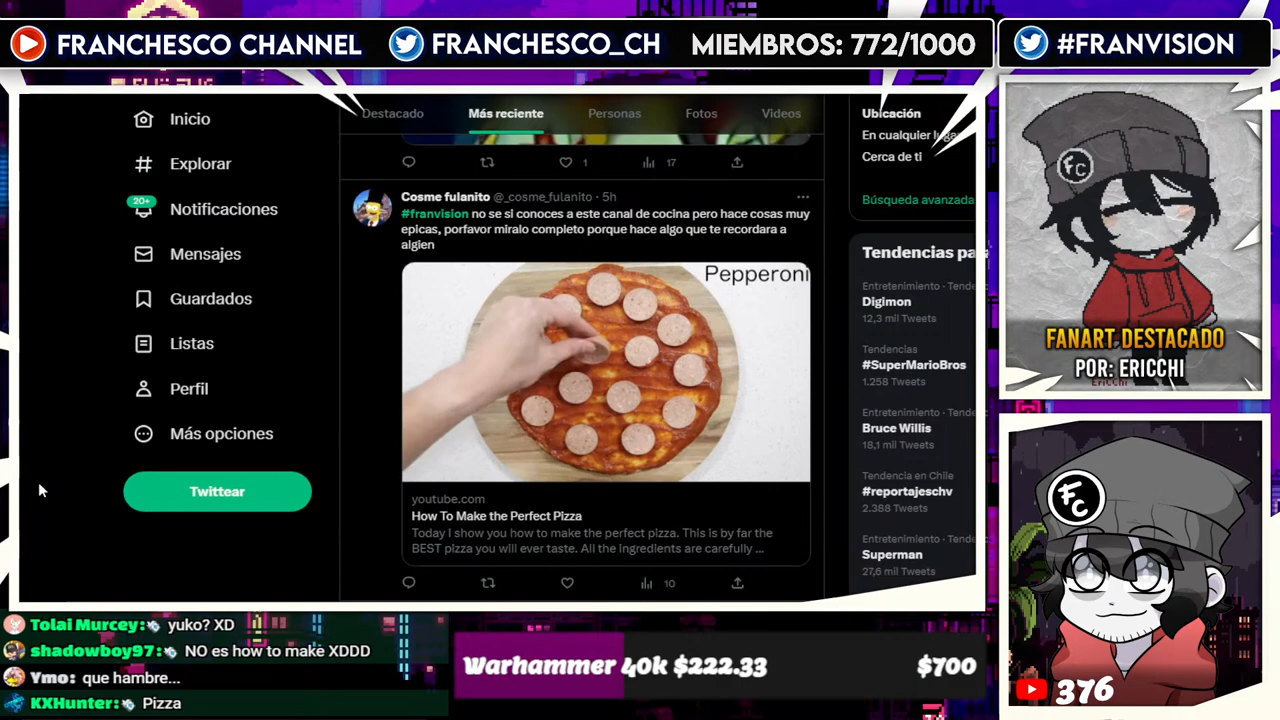 FRANCHESCO CHANNEL
FRANCHESCO_CH
MIEMBROS: 772/1000
#FRANVISION
Inicio
Explorar
20+
Notificaciones
Mensajes
Guardados
Listas
Perfil
Más opciones
Twittear
Destacado
Más reciente
Personas
Fotos
Videos
1
17
Cosme fulanito @_cosme_fulanito · 5h
#franvision no se si conoces a este canal de cocina pero hace cosas muy
epicas, porfavor miralo completo porque hace algo que te recordara a
algien
Pepperoni
youtube.com
How To Make the Perfect Pizza
Today I show you how to make the perfect pizza. This is by far the
BEST pizza you will ever taste. All the ingredients are carefully ...
10
Ubicación
En cualquier lugar
Cerca de ti
Búsqueda avanzada
Tendencias pa
Entretenimiento · Tende
Digimon
12,3 mil Tweets
Tendencias
#SuperMarioBros
1.258 Tweets
Entretenimiento · Tende
Bruce Willis
18,1 mil Tweets
Tendencia en Chile
#reportajeschv
2.388 Tweets
Entretenimiento · Tende
Superman
27,6 mil Tweets
FC
FANART DESTACADO
POR: ERICCHI
Ericchi
FC
376
Tolai Murcey: yuko? XD
shadowboy97: NO es how to make XDDD
Ymo: que hambre...
KXHunter: Pizza
Warhammer 40k $222.33
$700